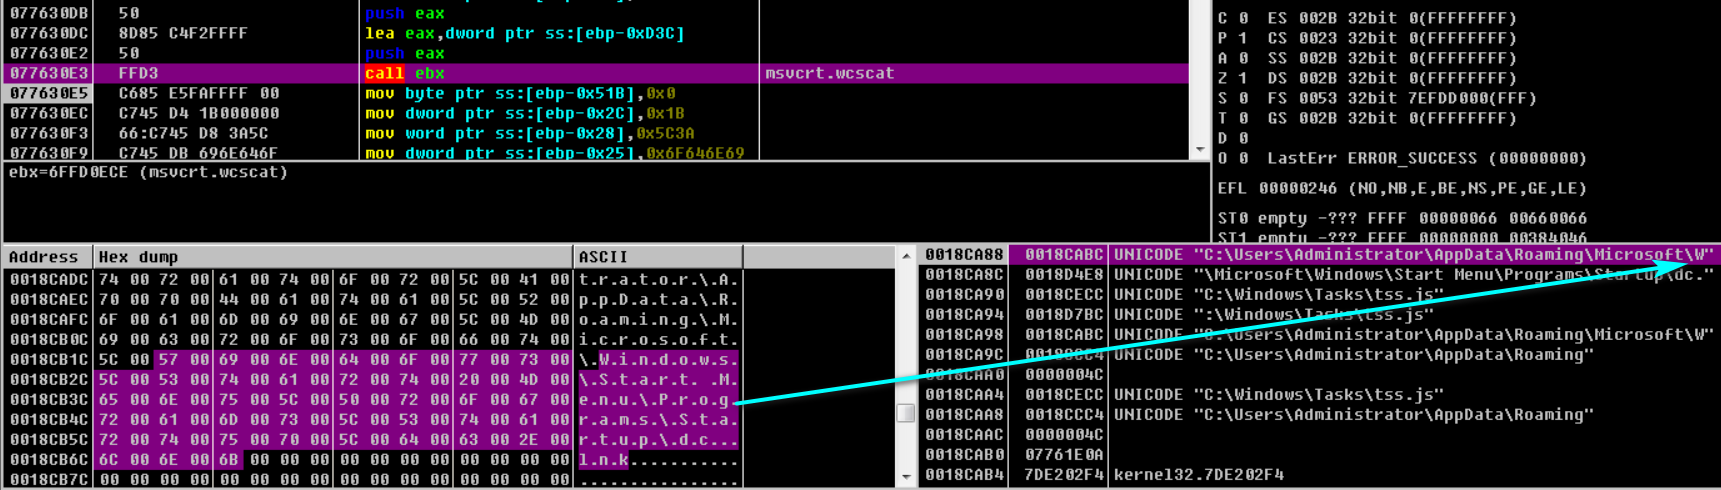 077630DB 50 push eax
077630DC 8D85 C4F2FFFF lea eax,dword ptr ss:[ebp-0xD3C]
077630E2 50 push eax
077630E3 FFD3 call ebx msvcrt.wcscat
077630E5 C685 E5FAFFFF 00 mov byte ptr ss:[ebp-0x51B],0x0
077630EC C745 D4 1B000000 mov dword ptr ss:[ebp-0x2C],0x1B
077630F3 66:C745 D8 3A5C mov word ptr ss:[ebp-0x28],0x5C3A
077630F9 C745 DB 696E646F mov dword ptr ss:[ebp-0x25],0x6F646E69
ebx=6FFD0ECE (msvcrt.wcscat)
C 0 ES 002B 32bit 0(FFFFFFFF)
P 1 CS 0023 32bit 0(FFFFFFFF)
A 0 SS 002B 32bit 0(FFFFFFFF)
Z 1 DS 002B 32bit 0(FFFFFFFF)
S 0 FS 0053 32bit 7EFDD000(FFF)
T 0 GS 002B 32bit 0(FFFFFFFF)
D 0
O 0 LastErr ERROR_SUCCESS (00000000)
EFL 00000246 (NO,NB,E,BE,NS,PE,GE,LE)
ST0 empty -??? FFFF 00000066 00660066
ST1 empty -??? FFFF 00000000 00384046
Address Hex dump ASCII
0018CADC 74 00 72 00 61 00 74 00 6F 00 72 00 5C 00 41 00 t.r.a.t.o.r.\.A.
0018CAEC 70 00 70 00 44 00 61 00 74 00 61 00 5C 00 52 00 p.p.D.a.t.a.\.R.
0018CAFC 6F 00 61 00 6D 00 69 00 6E 00 67 00 5C 00 4D 00 o.a.m.i.n.g.\.M.
0018CB0C 69 00 63 00 72 00 6F 00 73 00 6F 00 66 00 74 00 i.c.r.o.s.o.f.t.
0018CB1C 5C 00 57 00 69 00 6E 00 64 00 6F 00 77 00 73 00 \.W.i.n.d.o.w.s.
0018CB2C 5C 00 53 00 74 00 61 00 72 00 74 00 20 00 4D 00 \.S.t.a.r.t. .M.
0018CB3C 65 00 6E 00 75 00 5C 00 50 00 72 00 6F 00 67 00 e.n.u.\.P.r.o.g.
0018CB4C 72 00 61 00 6D 00 73 00 5C 00 53 00 74 00 61 00 r.a.m.s.\.S.t.a.
0018CB5C 72 00 74 00 75 00 70 00 5C 00 64 00 63 00 2E 00 r.t.u.p.\.d.c...
0018CB6C 6C 00 6E 00 6B 00 00 00 00 00 00 00 00 00 00 00 l.n.k...........
0018CB7C 00 00 00 00 00 00 00 00 00 00 00 00 00 00 00 00 ................
0018CA88 0018CABC UNICODE "C:\Users\Administrator\AppData\Roaming\Microsoft\W"
0018CA8C 0018D4E8 UNICODE "\Microsoft\Windows\Start Menu\Programs\Startup\dc."
0018CA90 0018CECC UNICODE "C:\Windows\Tasks\tss.js"
0018CA94 0018D7BC UNICODE ":\Windows\Tasks\tss.js"
0018CA98 0018CABC UNICODE "C:\Users\Administrator\AppData\Roaming\Microsoft\W"
0018CA9C 0018CCC4 UNICODE "C:\Users\Administrator\AppData\Roaming"
0018CAA0 0000004C
0018CAA4 0018CECC UNICODE "C:\Windows\Tasks\tss.js"
0018CAA8 0018CCC4 UNICODE "C:\Users\Administrator\AppData\Roaming"
0018CAAC 0000004C
0018CAB0 07761E0A
0018CAB4 7DE202F4 kernel32.7DE202F4